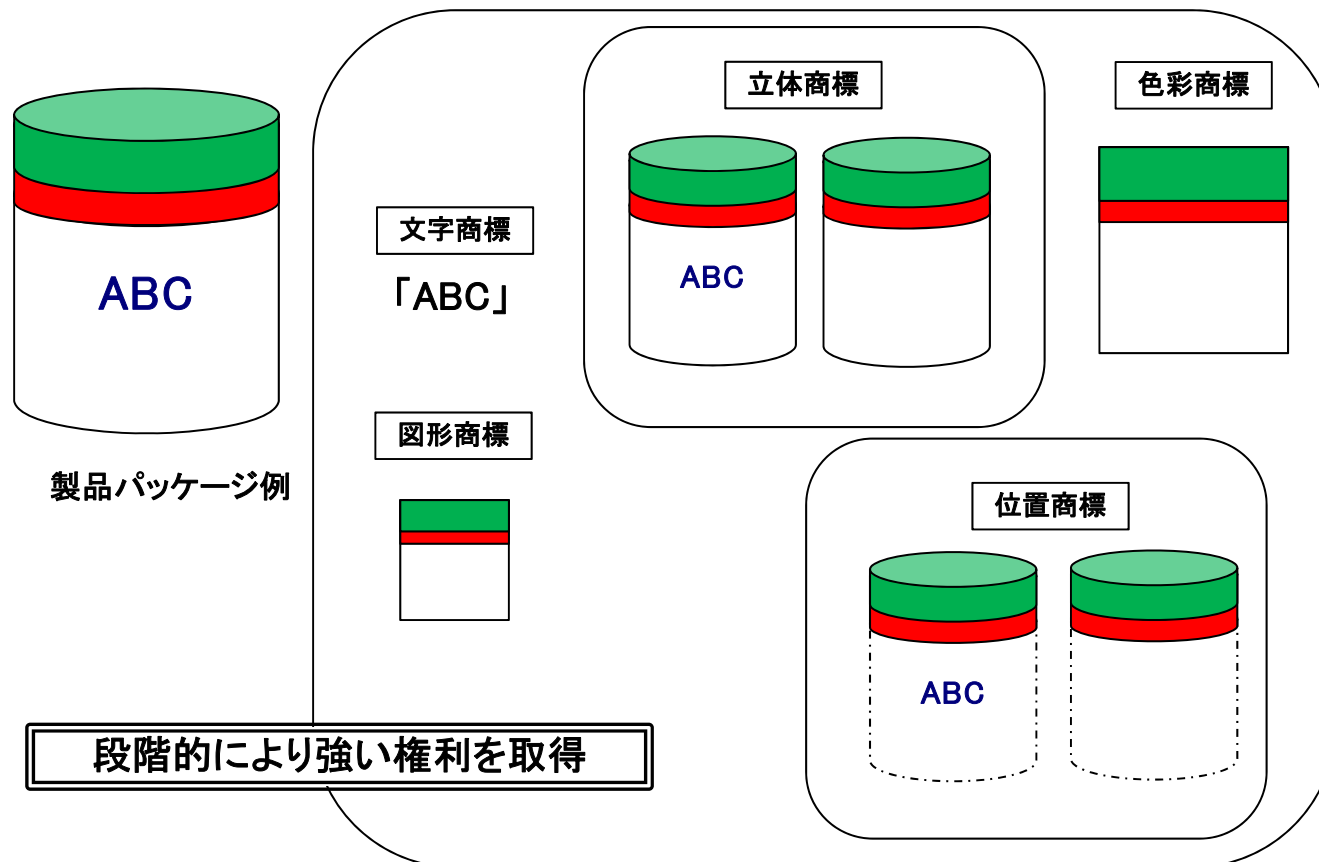 ABC
製品パッケージ例
文字商標
「ABC」
図形商標
立体商標
ABC
色彩商標
位置商標
ABC
段階的により強い権利を取得